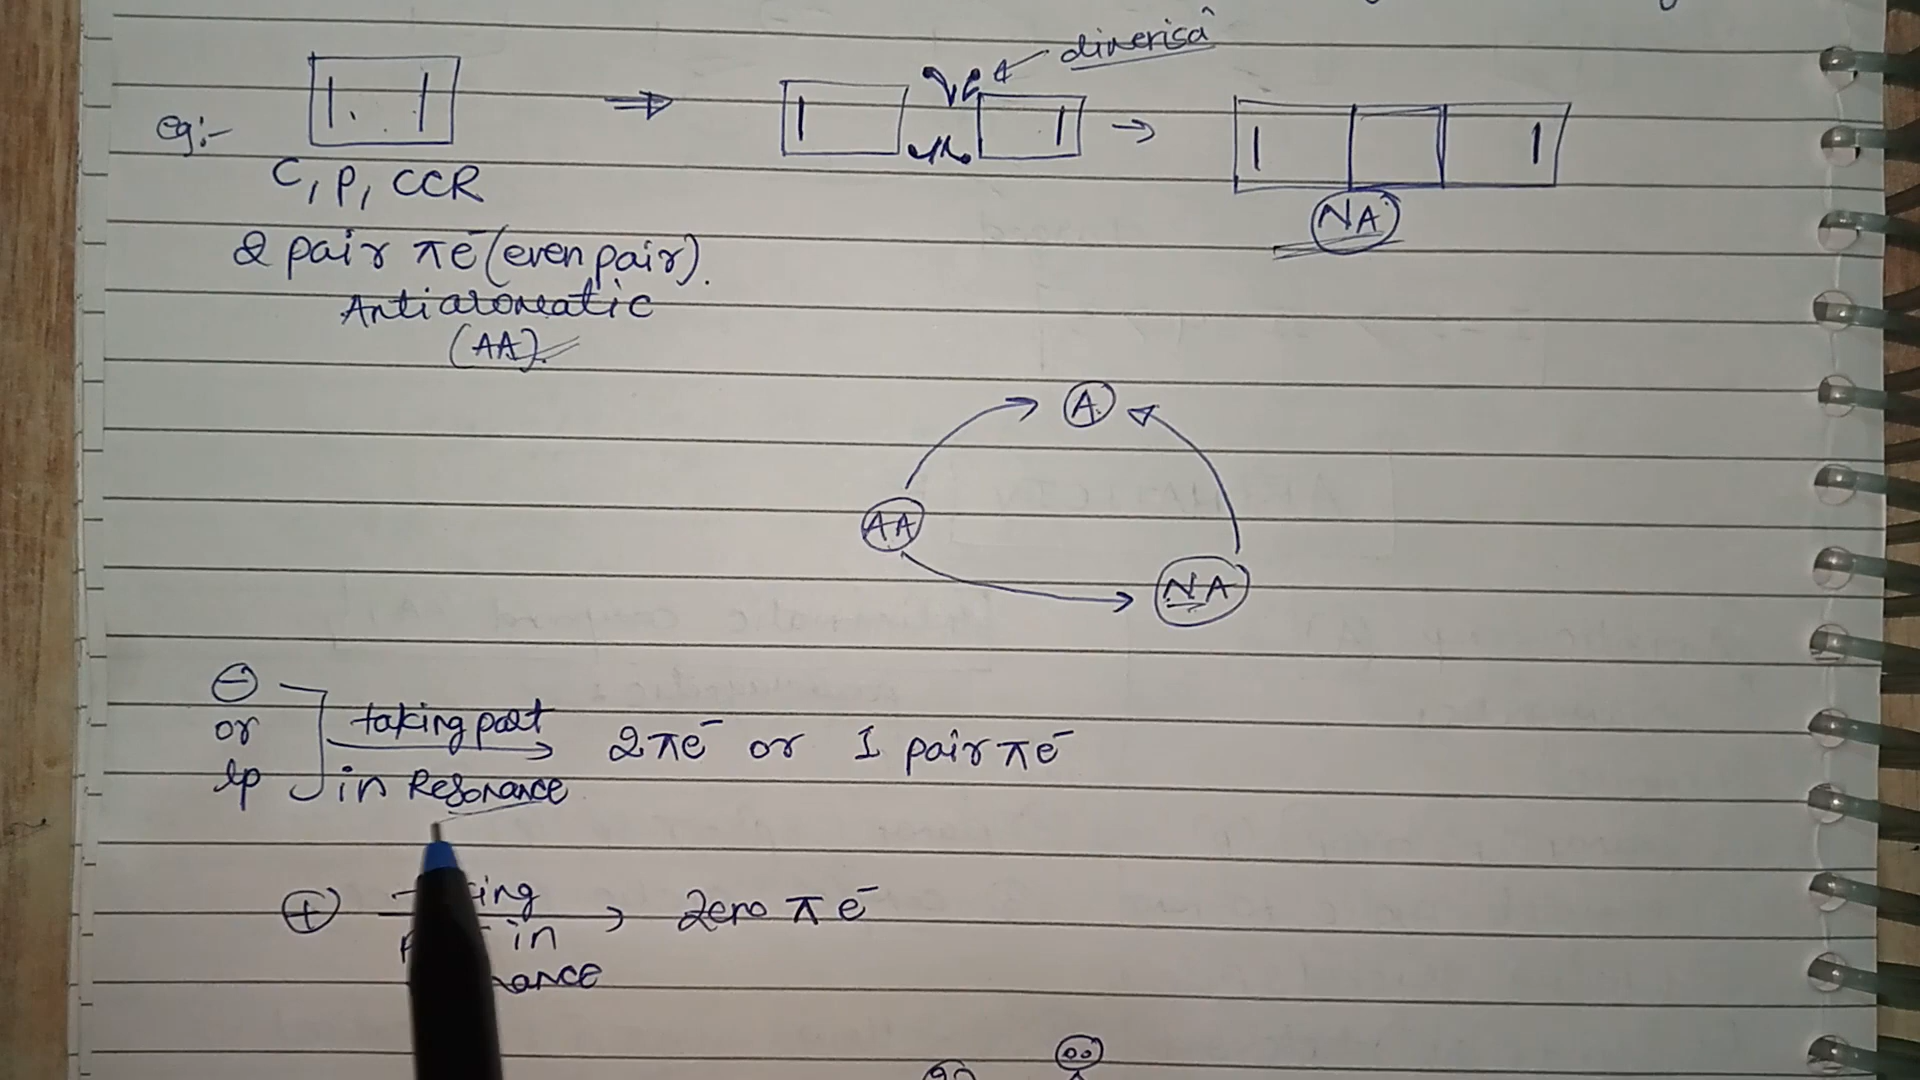 dimerisâ
eg:-
C, P, CCR
NA
2 pair πe⁻ (even pair).
Antiaromatic
(AA).
A
AA
NA
⊖
or
lp
taking part
in Resonance
2πe⁻ or 1 pair πe⁻
⊕
in
zero πe⁻